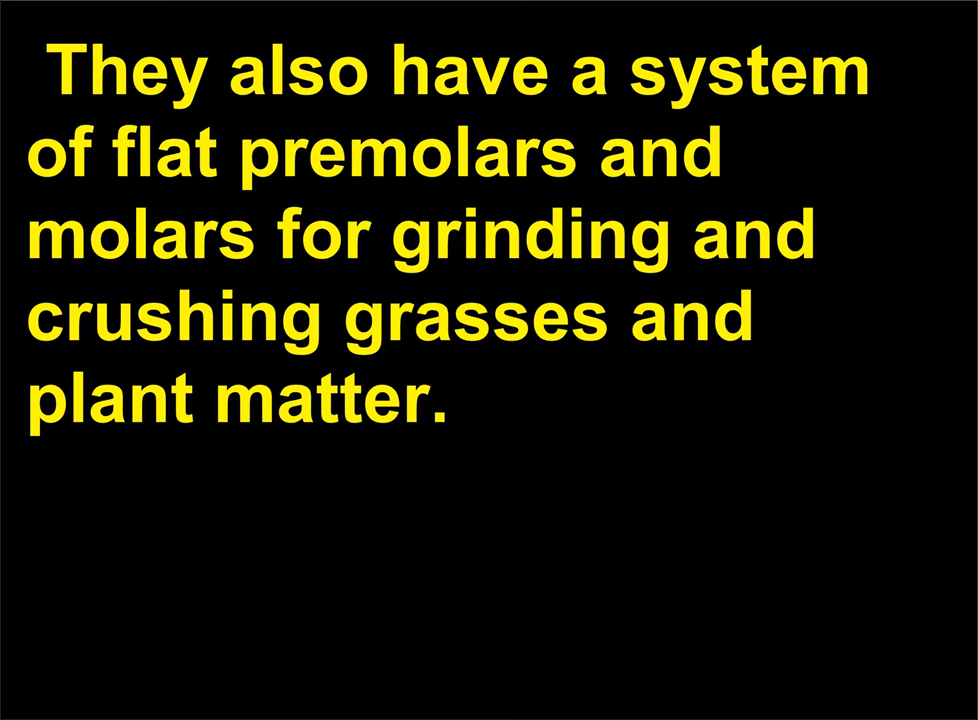 They also have a system
of flat premolars and
molars for grinding and
crushing grasses and
plant matter.